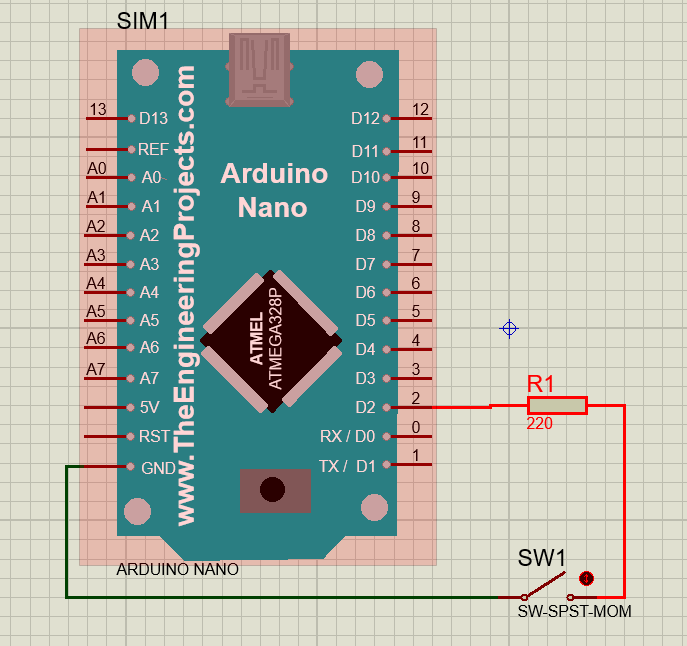 SIM1
www.TheEngineeringProjects.com
Arduino
Nano
ATMEL
ATMEGA328P
13 D13
REF
A0 A0
A1 A1
A2 A2
A3 A3
A4 A4
A5 A5
A6 A6
A7 A7
5V
RST
GND
D12 12
D11 11
D10 10
D9 9
D8 8
D7 7
D6 6
D5 5
D4 4
D3 3
D2 2
RX / D0 0
TX / D1 1
ARDUINO NANO
R1
220
SW1
SW-SPST-MOM